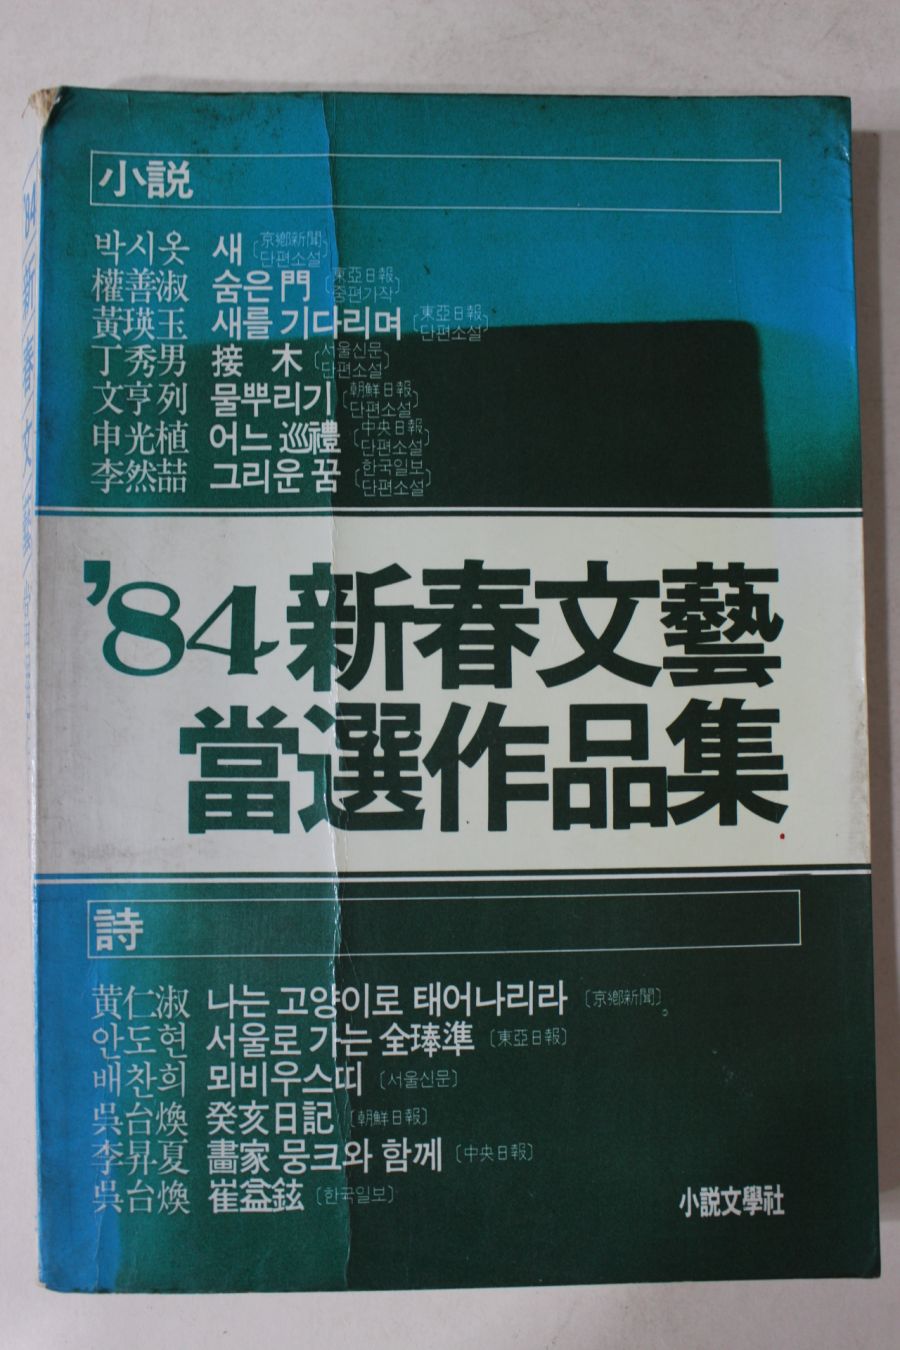 小説
박시옷 새 〔京鄕新聞 단편소설〕
權善淑 숨은 門 〔東亞日報 중편가작〕
黃瑛玉 새를 기다리며 〔東亞日報 단편소설〕
丁秀男 接木 〔서울신문 단편소설〕
文亨列 물뿌리기 〔朝鮮日報 단편소설〕
申光植 어느 巡禮 〔中央日報 단편소설〕
李然喆 그리운 꿈 〔한국일보 단편소설〕
'84 新春文藝
當選作品集
詩
黃仁淑 나는 고양이로 태어나리라 〔京鄕新聞〕
안도현 서울로 가는 全琫準 〔東亞日報〕
배찬희 뫼비우스띠 〔서울신문〕
吳台煥 癸亥日記 〔朝鮮日報〕
李昇夏 畵家 뭉크와 함께 〔中央日報〕
吳台煥 崔益鉉 〔한국일보〕
小説文學社
'84/新/春/文/藝/當